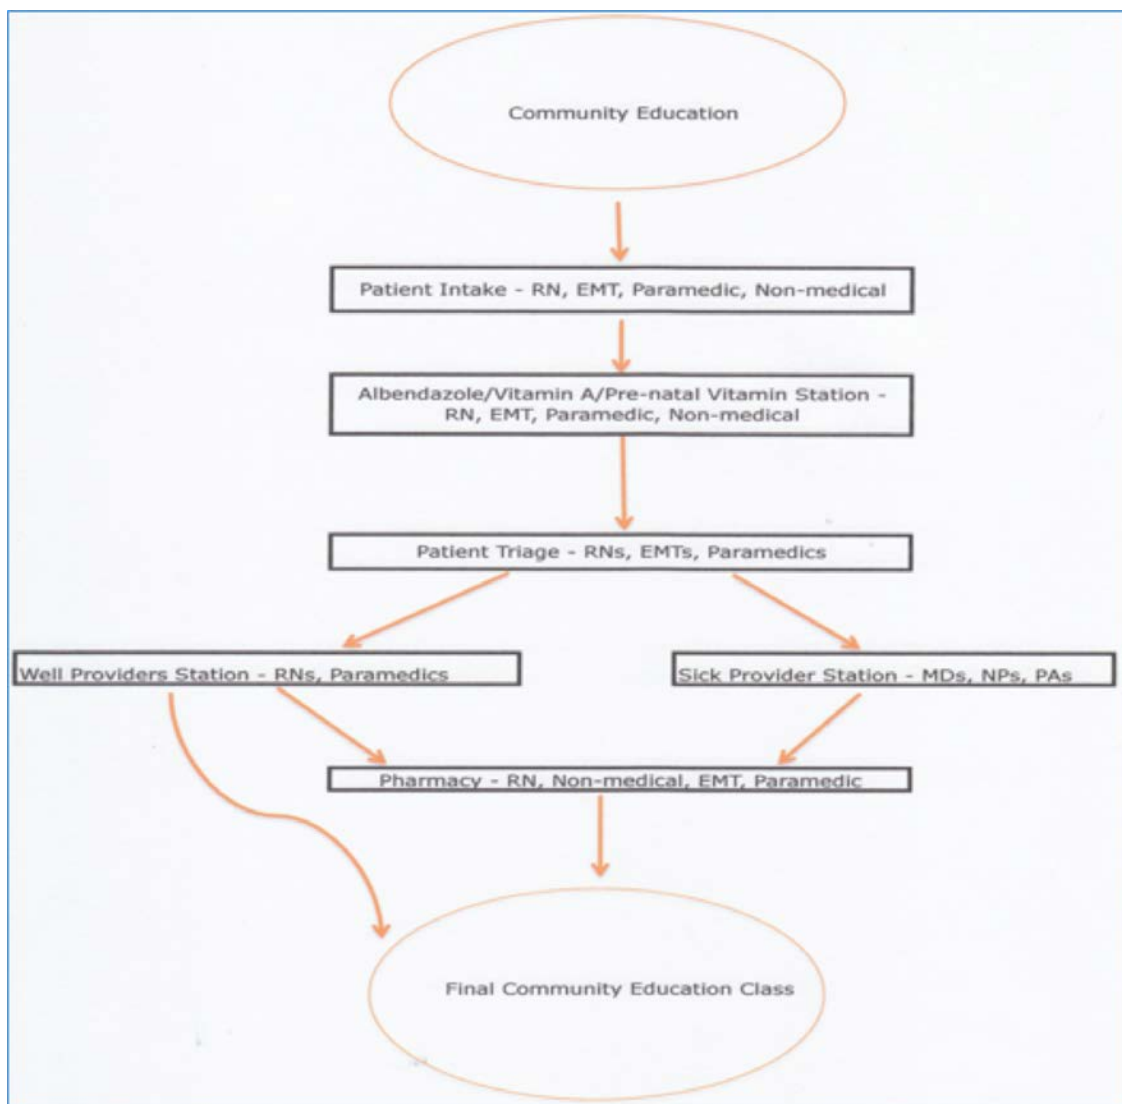 Community Education
Patient Intake - RN, EMT, Paramedic, Non-medical
Albendazole/Vitamin A/Pre-natal Vitamin Station -
RN, EMT, Paramedic, Non-medical
Patient Triage - RNs, EMTs, Paramedics
Well Providers Station - RNs, Paramedics
Sick Provider Station - MDs, NPs, PAs
Pharmacy - RN, Non-medical, EMT, Paramedic
Final Community Education Class